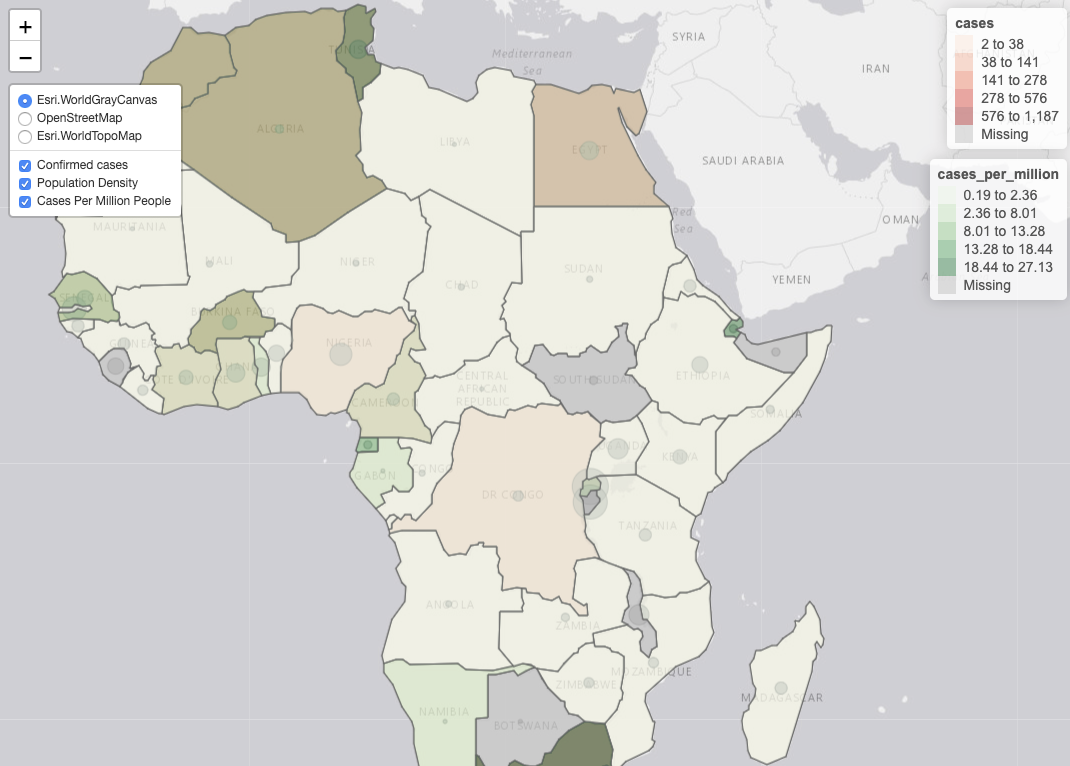 +
−
Esri.WorldGrayCanvas
OpenStreetMap
Esri.WorldTopoMap
Confirmed cases
Population Density
Cases Per Million People
cases
2 to 38
38 to 141
141 to 278
278 to 576
576 to 1,187
Missing
cases_per_million
0.19 to 2.36
2.36 to 8.01
8.01 to 13.28
13.28 to 18.44
18.44 to 27.13
Missing
SYRIA
TUNISIA
Mediterranean
Sea
IRAN
ALGERIA
LIBYA
EGYPT
SAUDI ARABIA
Red
Sea
OMAN
MAURITANIA
MALI
NIGER
CHAD
SUDAN
YEMEN
SENEGAL
BURKINA FASO
GUINEA
NIGERIA
GHANA
COTE D'IVOIRE
CENTRAL
AFRICAN
REPUBLIC
SOUTH SUDAN
ETHIOPIA
CAMEROON
SOMALIA
UGANDA
KENYA
GABON
CONGO
DR CONGO
TANZANIA
ANGOLA
ZAMBIA
MOZAMBIQUE
ZIMBABWE
MADAGASCAR
NAMIBIA
BOTSWANA